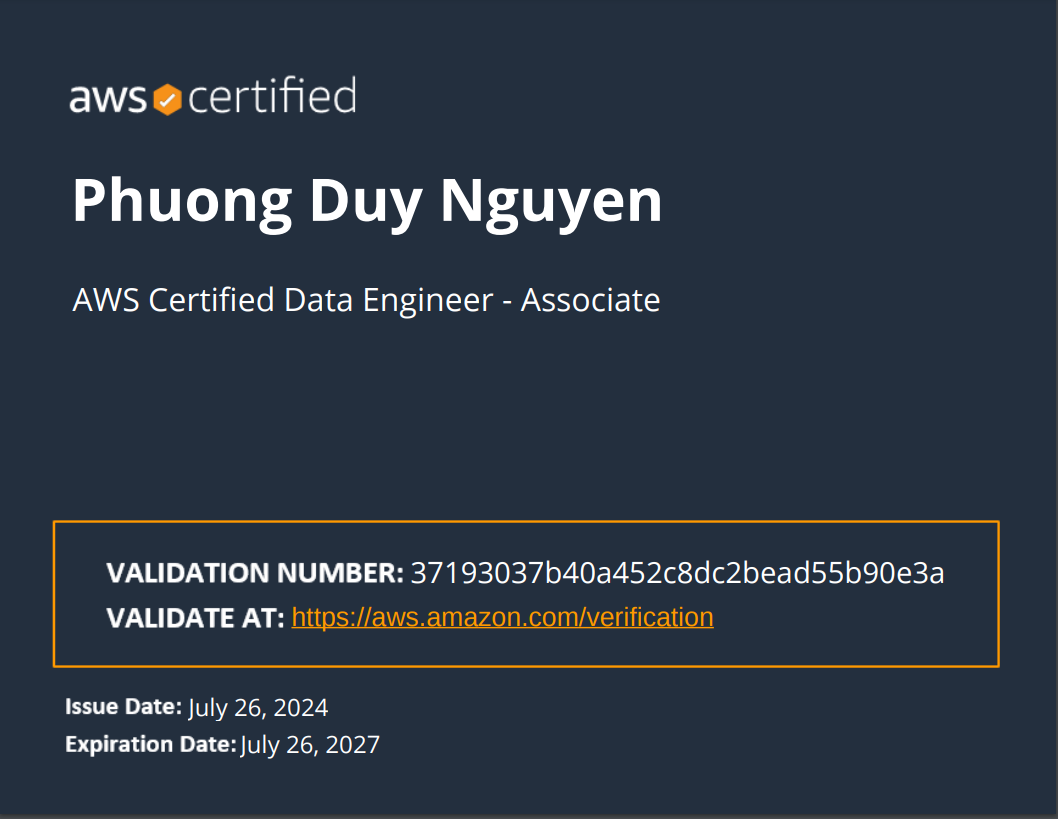 aws certified
Phuong Duy Nguyen
AWS Certified Data Engineer - Associate
VALIDATION NUMBER: 37193037b40a452c8dc2bead55b90e3a
VALIDATE AT: https://aws.amazon.com/verification
Issue Date: July 26, 2024
Expiration Date: July 26, 2027